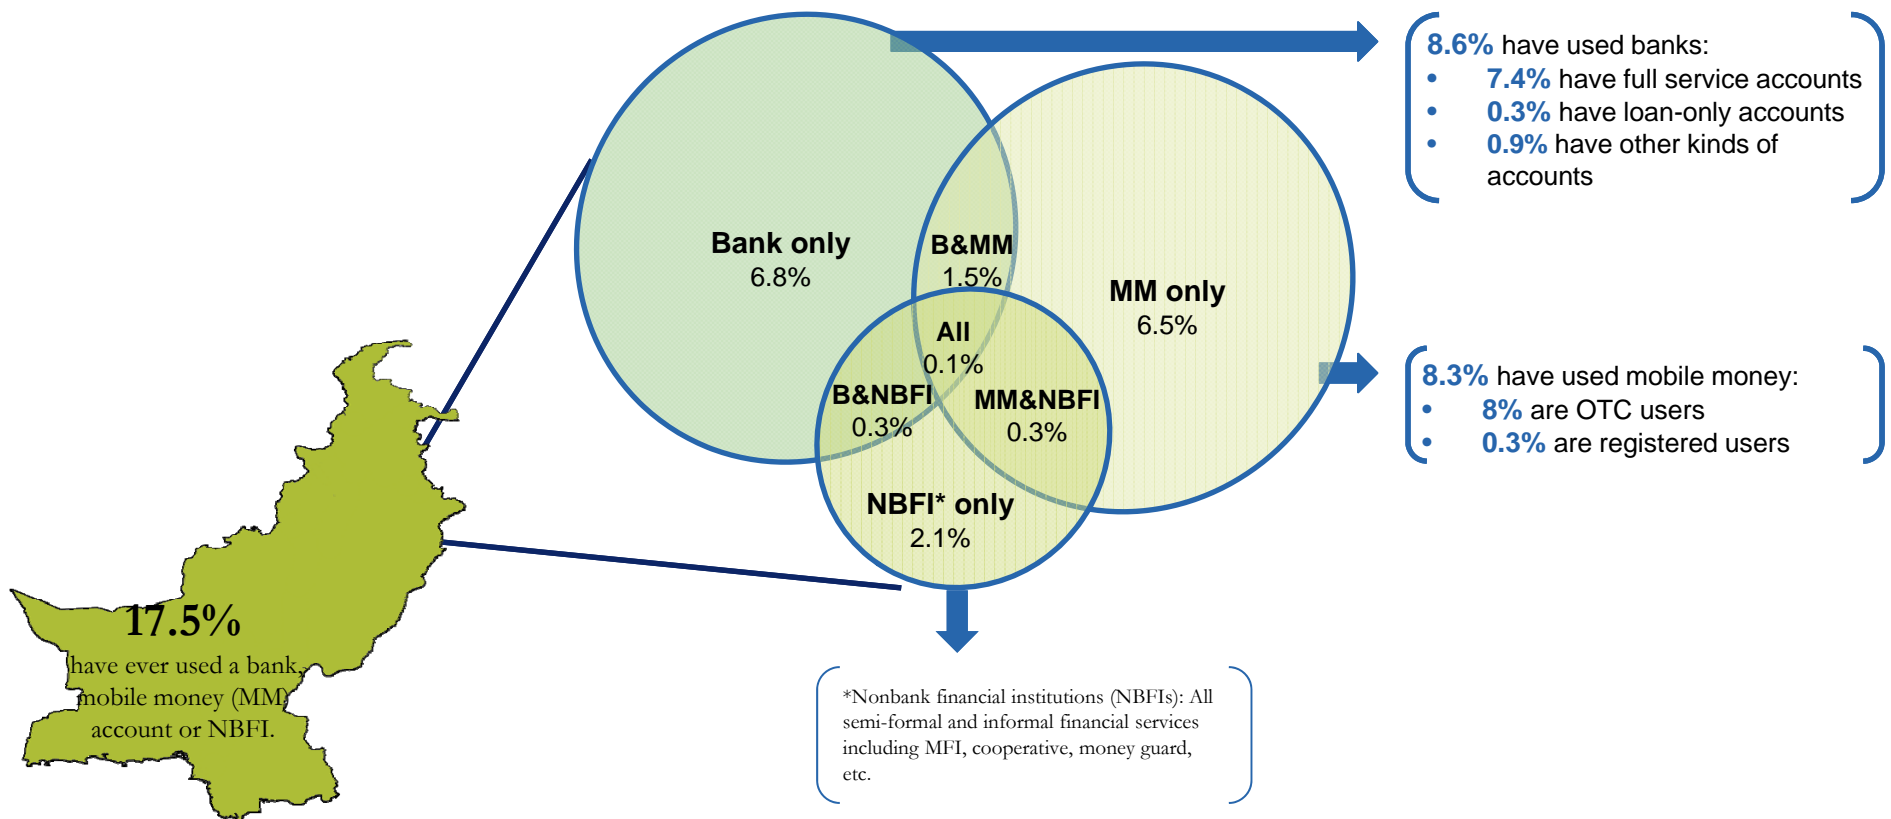 8.6% have used banks:
• 7.4% have full service accounts
• 0.3% have loan-only accounts
• 0.9% have other kinds of
accounts
Bank only
6.8%
B&MM
1.5%
MM only
6.5%
All
0.1%
B&NBFI
0.3%
MM&NBFI
0.3%
NBFI* only
2.1%
8.3% have used mobile money:
• 8% are OTC users
• 0.3% are registered users
17.5%
have ever used a bank,
mobile money (MM)
account or NBFI.
*Nonbank financial institutions (NBFIs): All
semi-formal and informal financial services
including MFI, cooperative, money guard,
etc.